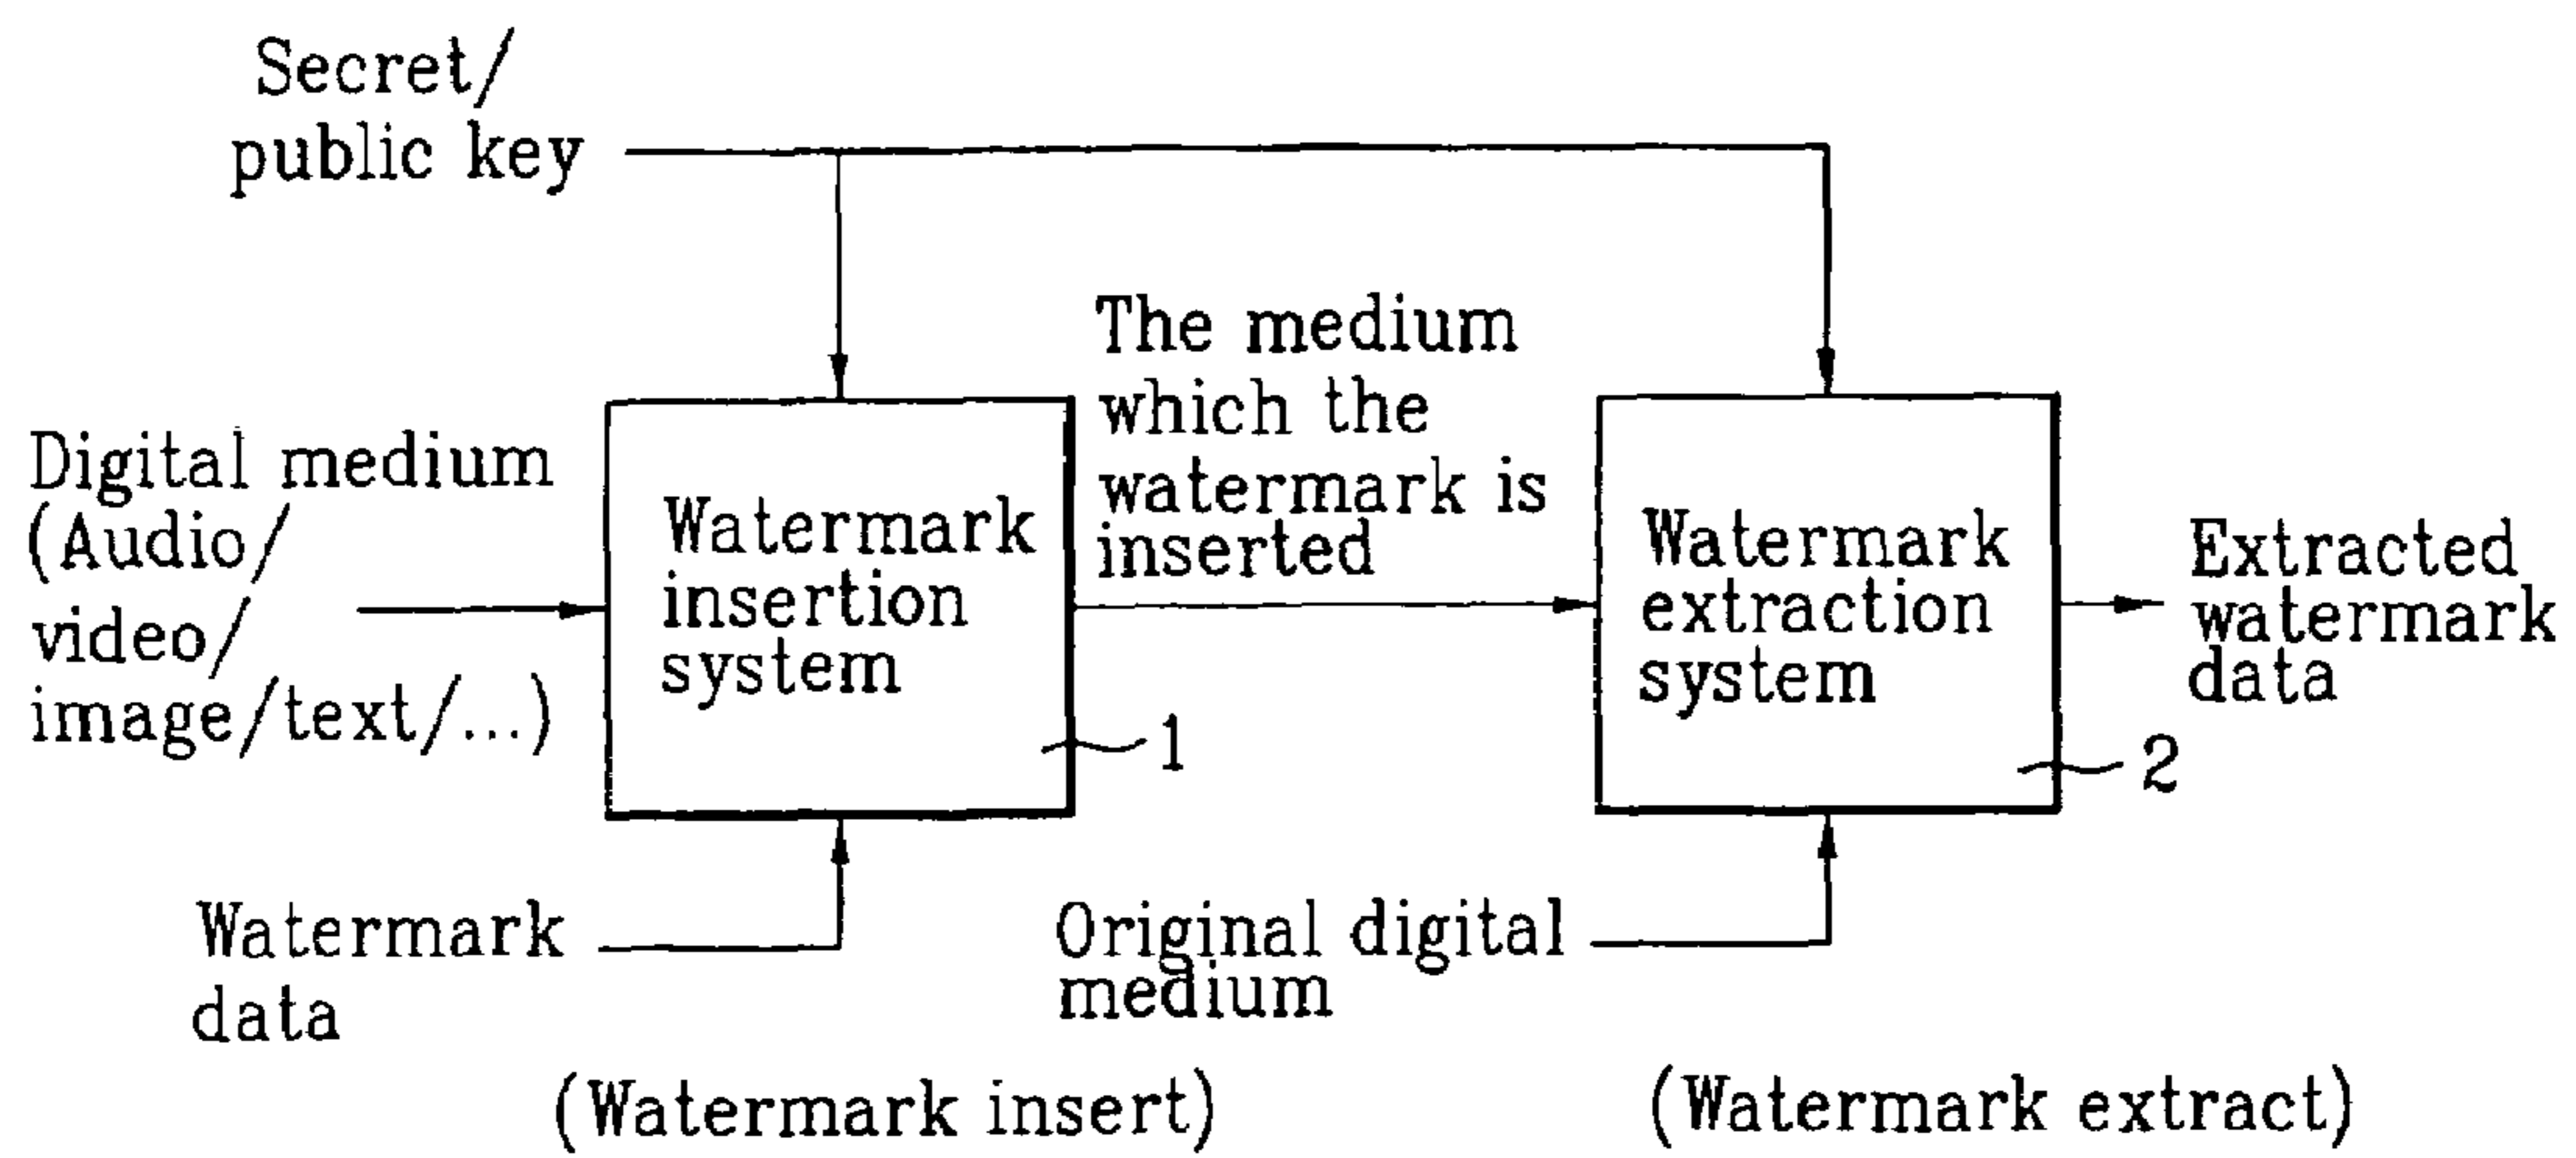 Secret/
public key
Digital medium
(Audio/
video/
image/text/...)
Watermark
insertion
system
1
The medium
which the
watermark is
inserted
Watermark
extraction
system
2
Extracted
watermark
data
Watermark
data
Original digital
medium
(Watermark insert)
(Watermark extract)